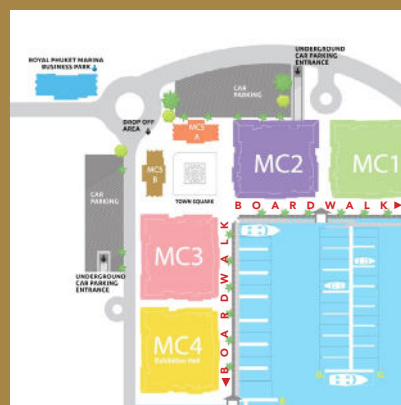 ROYAL PHUKET MARINA
BUSINESS PARK
UNDERGROUND
CAR PARKING
ENTRANCE
CAR
PARKING
DROP OFF
AREA
MC5
A
MC5
B
TOWN SQUARE
MC2
MC1
BOARDWALK
CAR
PARKING
UNDERGROUND
CAR PARKING
ENTRANCE
MC3
MC4
Exhibition Hall
BOARDWALK